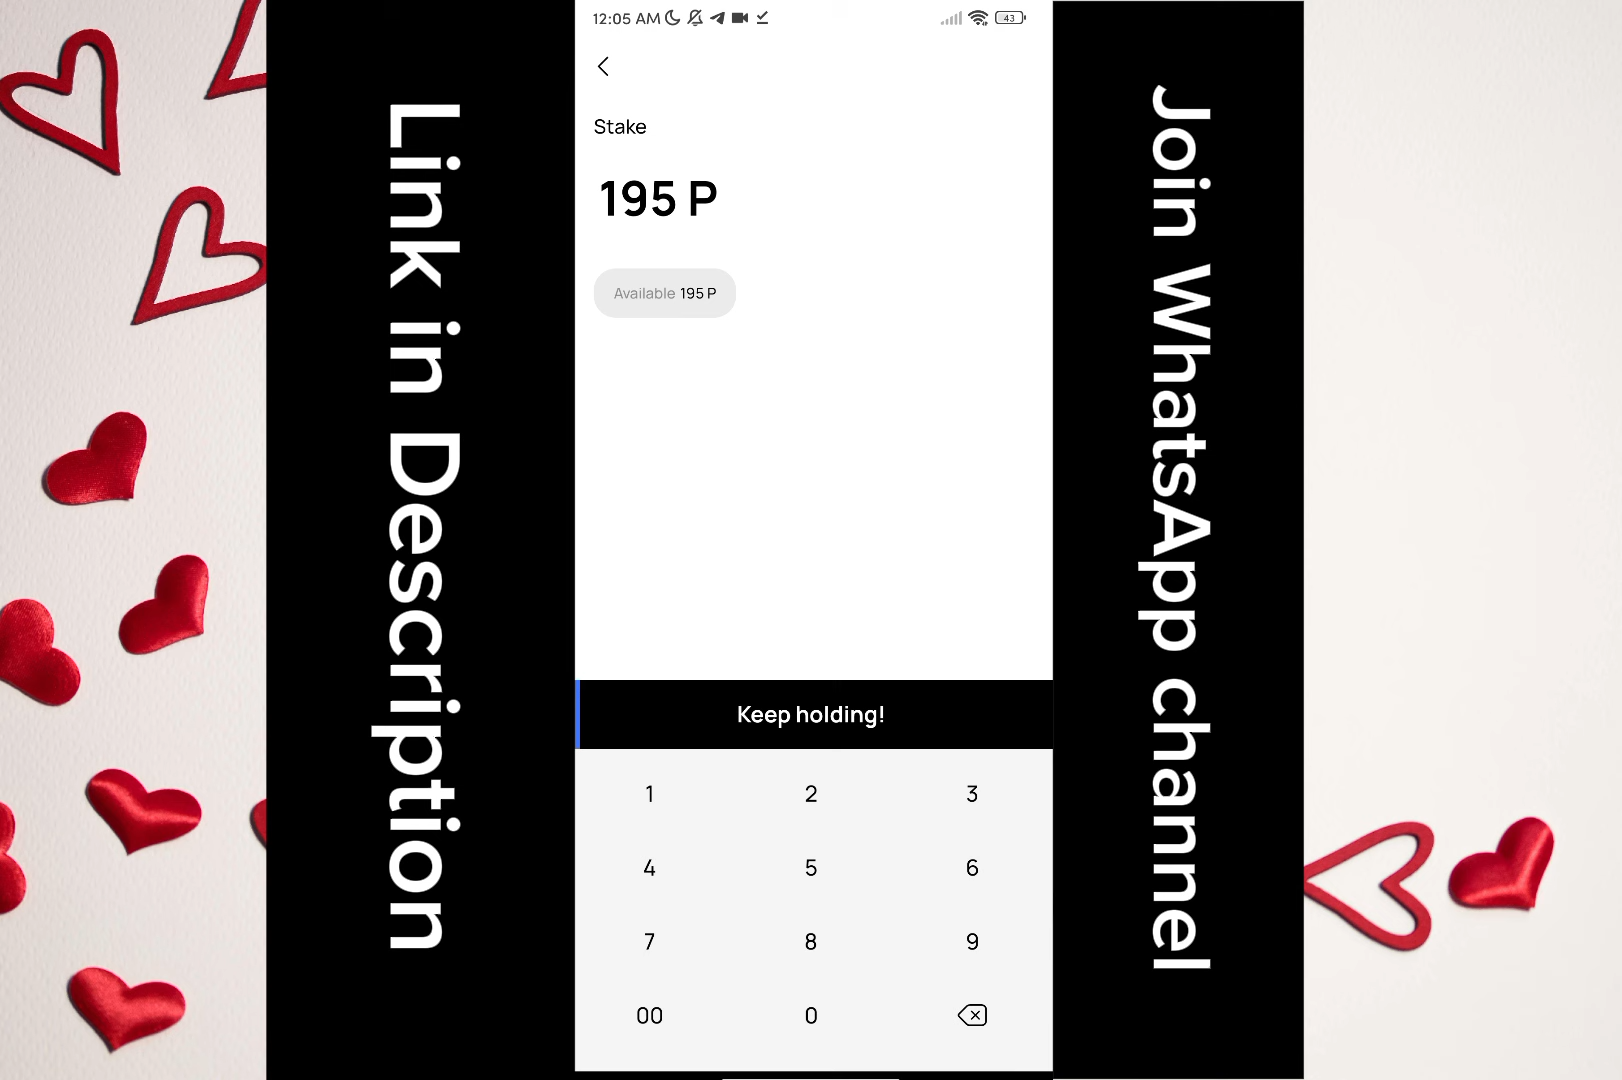 Link in Description
12:05 AM
43
Stake
195 P
Available 195 P
Keep holding!
1 2 3
4 5 6
7 8 9
00 0
Join WhatsApp channel